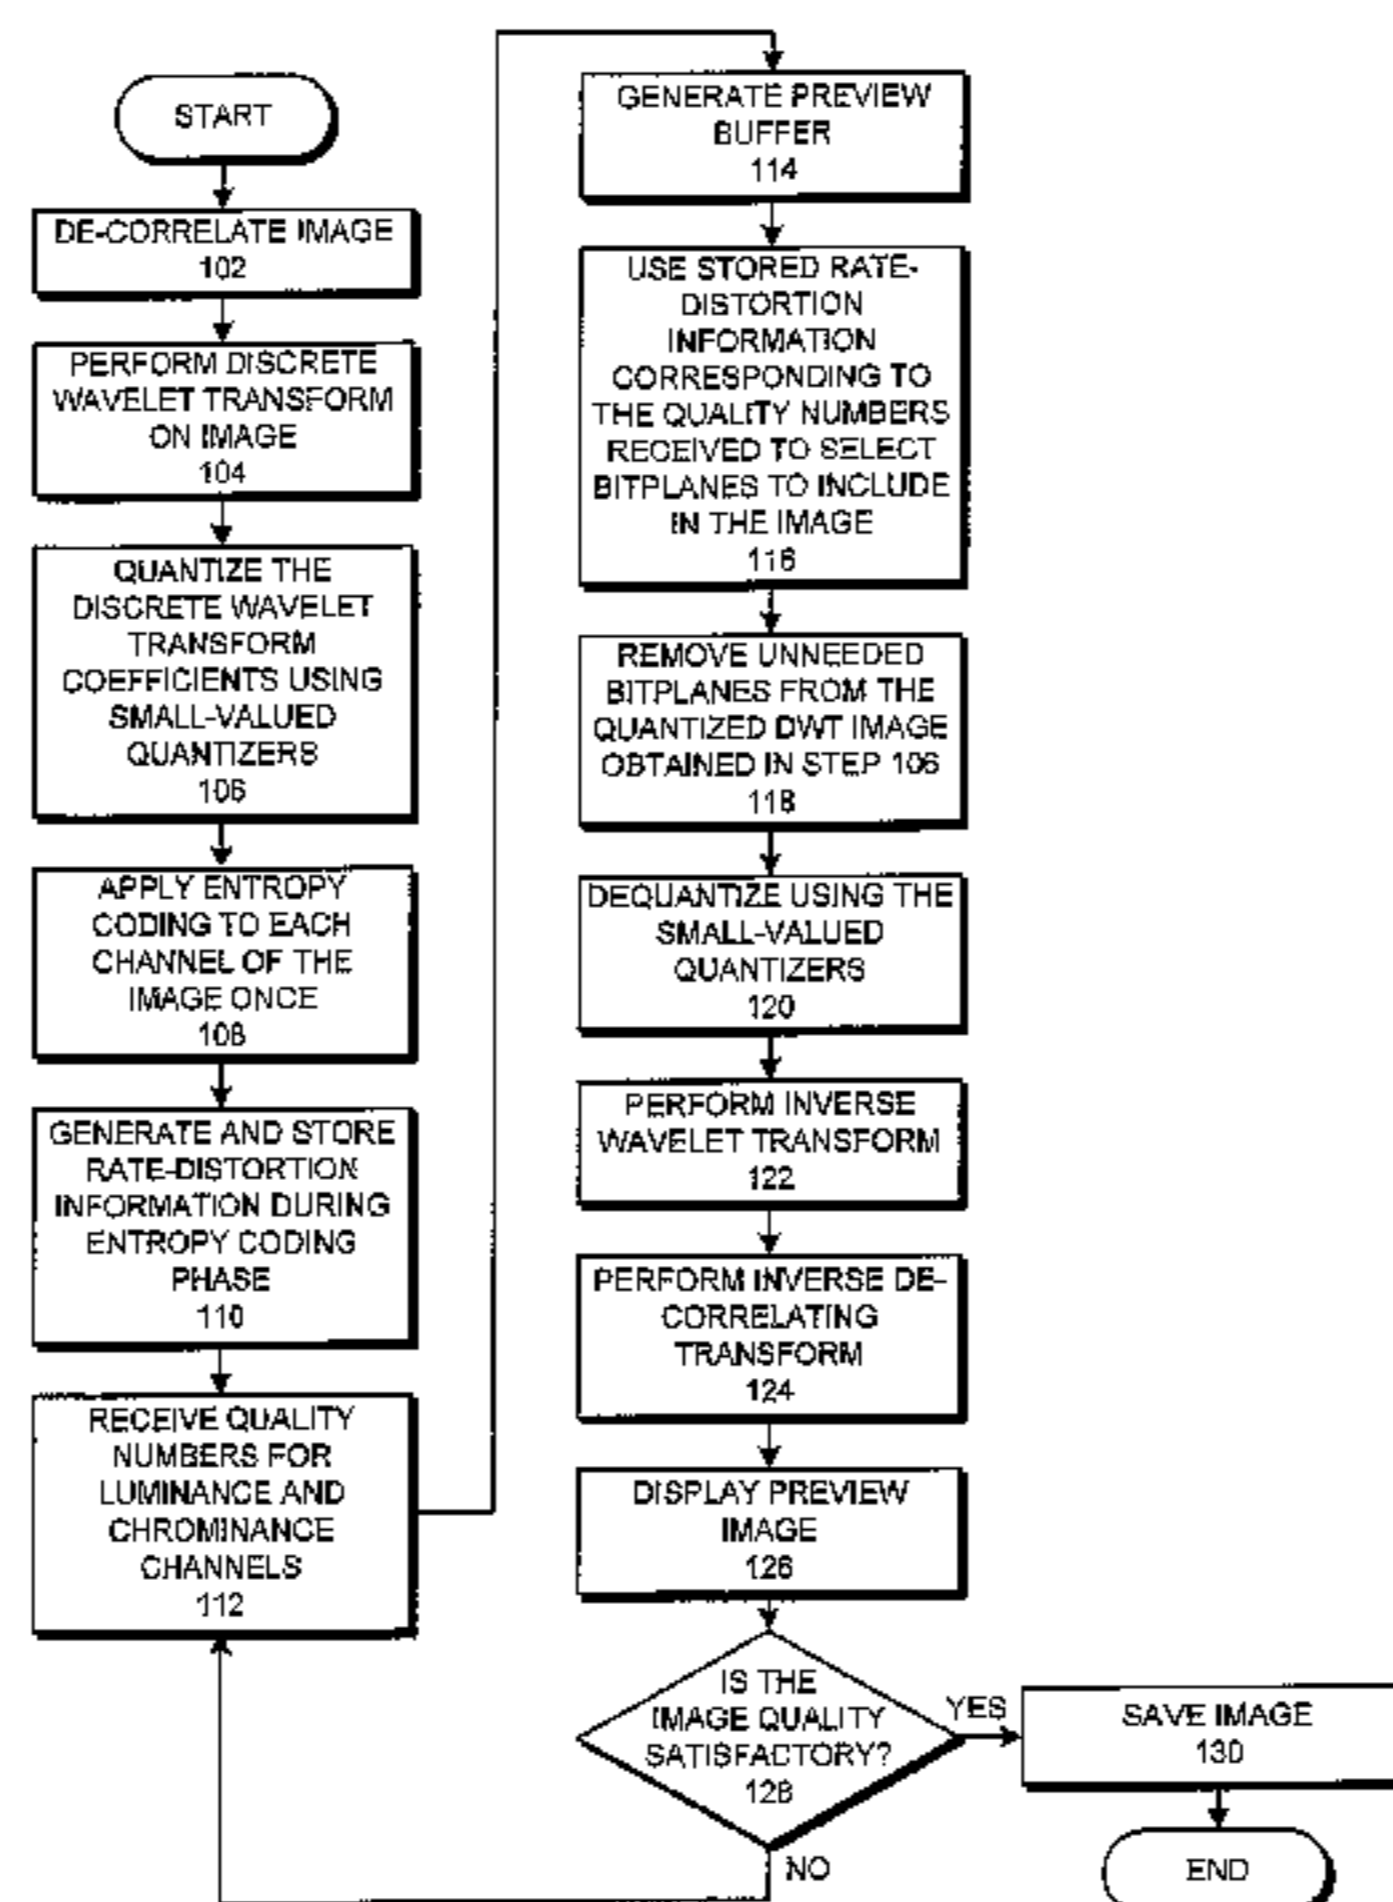 START
DE-CORRELATE IMAGE
102
PERFORM DISCRETE
WAVELET TRANSFORM
ON IMAGE
104
QUANTIZE THE
DISCRETE WAVELET
TRANSFORM
COEFFICIENTS USING
SMALL-VALUED
QUANTIZERS
106
APPLY ENTROPY
CODING TO EACH
CHANNEL OF THE
IMAGE ONCE
108
GENERATE AND STORE
RATE-DISTORTION
INFORMATION DURING
ENTROPY CODING
PHASE
110
RECEIVE QUALITY
NUMBERS FOR
LUMINANCE AND
CHROMINANCE
CHANNELS
112
GENERATE PREVIEW
BUFFER
114
USE STORED RATE-
DISTORTION
INFORMATION
CORRESPONDING TO
THE QUALITY NUMBERS
RECEIVED TO SELECT
BITPLANES TO INCLUDE
IN THE IMAGE
116
REMOVE UNNEEDED
BITPLANES FROM THE
QUANTIZED DWT IMAGE
OBTAINED IN STEP 106
118
DEQUANTIZE USING THE
SMALL-VALUED
QUANTIZERS
120
PERFORM INVERSE
WAVELET TRANSFORM
122
PERFORM INVERSE DE-
CORRELATING
TRANSFORM
124
DISPLAY PREVIEW
IMAGE
126
IS THE
IMAGE QUALITY
SATISFACTORY?
128
YES
NO
SAVE IMAGE
130
END